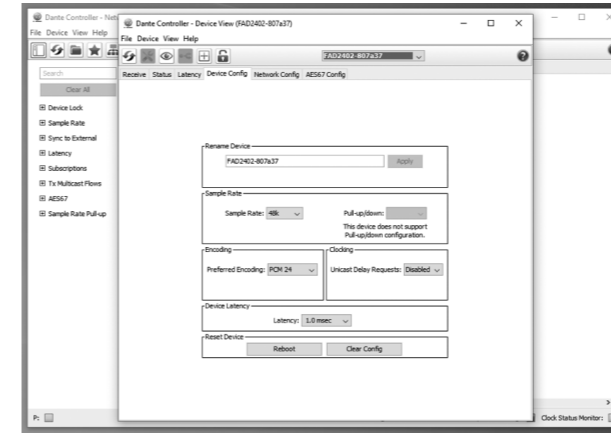 Dante Controller - Net
File Device View Help
Search
Clear All
Device Lock
Sample Rate
Sync to External
Latency
Subscriptions
Tx Multicast Flows
AES67
Sample Rate Pull-up
P:
Clock Status Monitor:
Dante Controller - Device View (FAD2402-807a37)
File Device View Help
FAD2402-807a37
Receive Status Latency Device Config Network Config AES67 Config
Rename Device
FAD2402-807a37 Apply
Sample Rate
Sample Rate: 48k Pull-up/down:
This device does not support
Pull-up/down configuration.
Encoding Clocking
Preferred Encoding: PCM 24 Unicast Delay Requests: Disabled
Device Latency
Latency: 1.0 msec
Reset Device
Reboot Clear Config